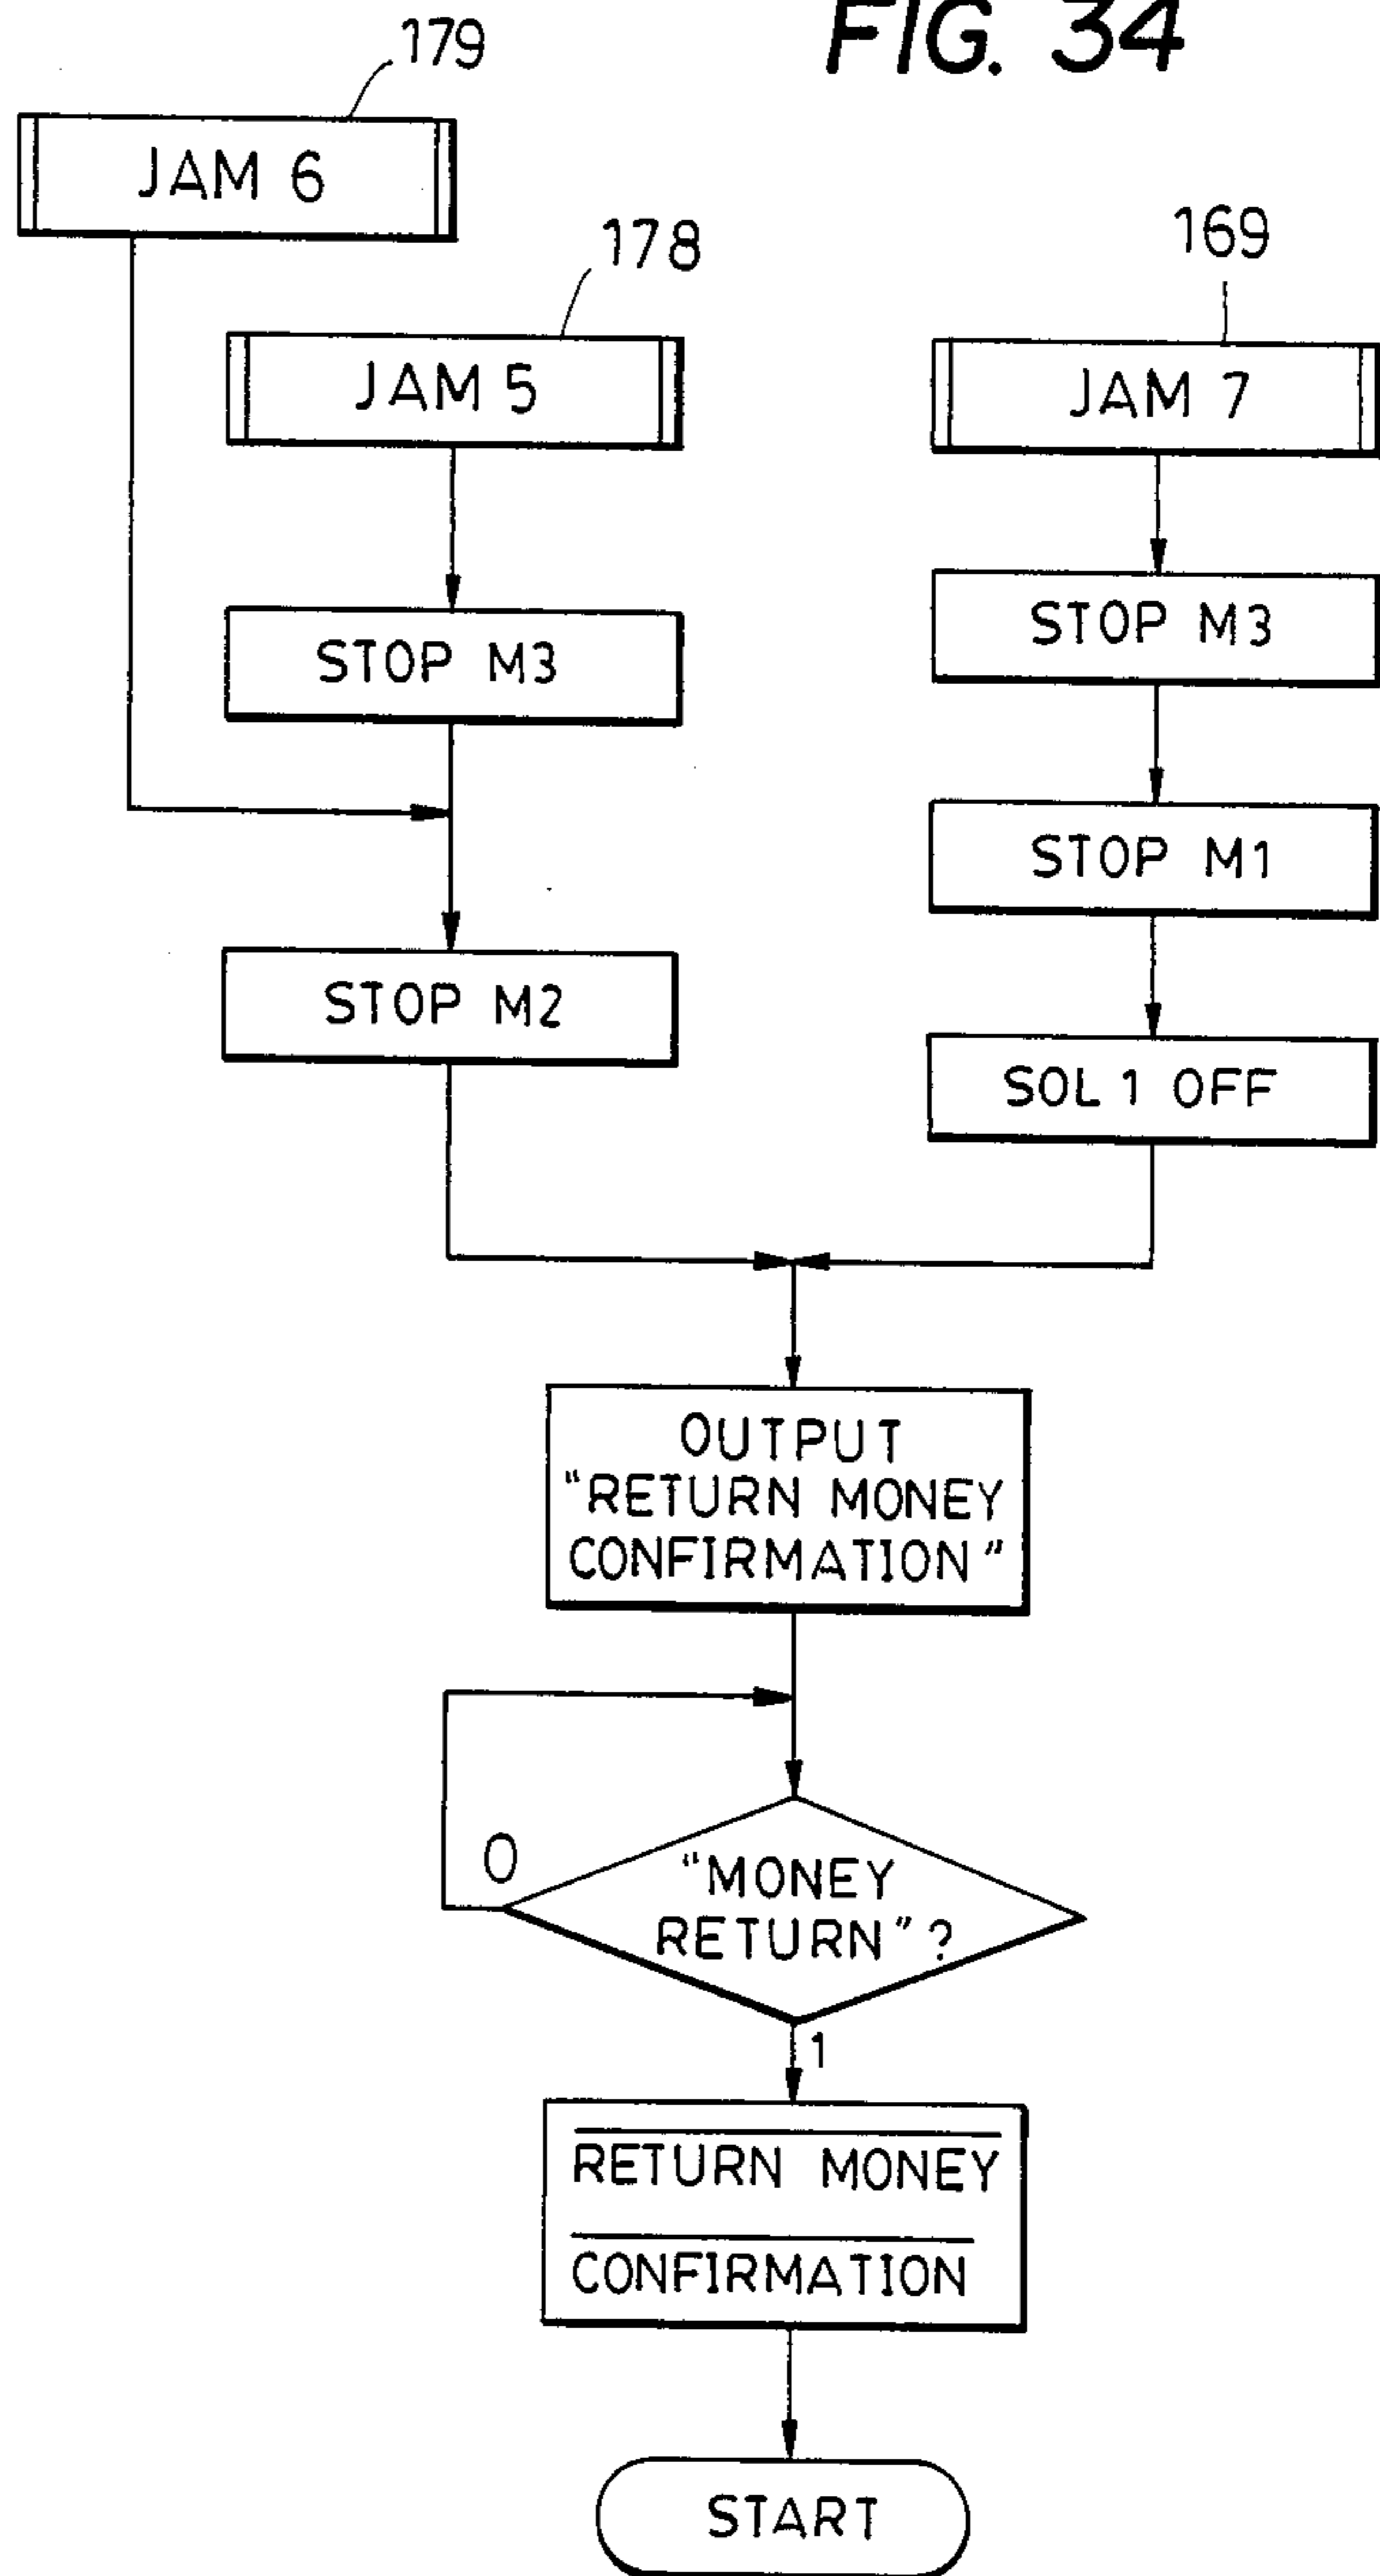 FIG. 34
179
JAM 6
178
JAM 5
169
JAM 7
STOP M3
STOP M3
STOP M1
STOP M2
SOL 1 OFF
OUTPUT
"RETURN MONEY
CONFIRMATION"
0
"MONEY
RETURN"?
1
RETURN MONEY
CONFIRMATION
START